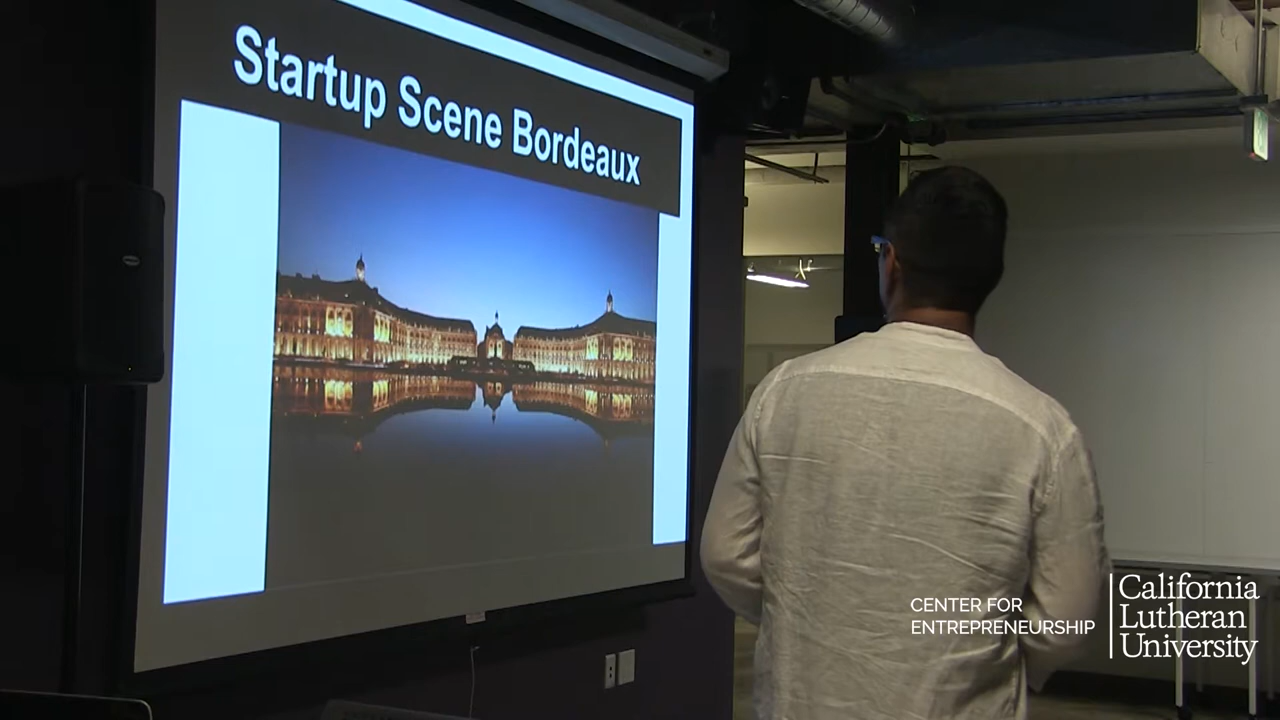 Startup Scene Bordeaux
CENTER FOR
ENTREPRENEURSHIP
California
Lutheran
University